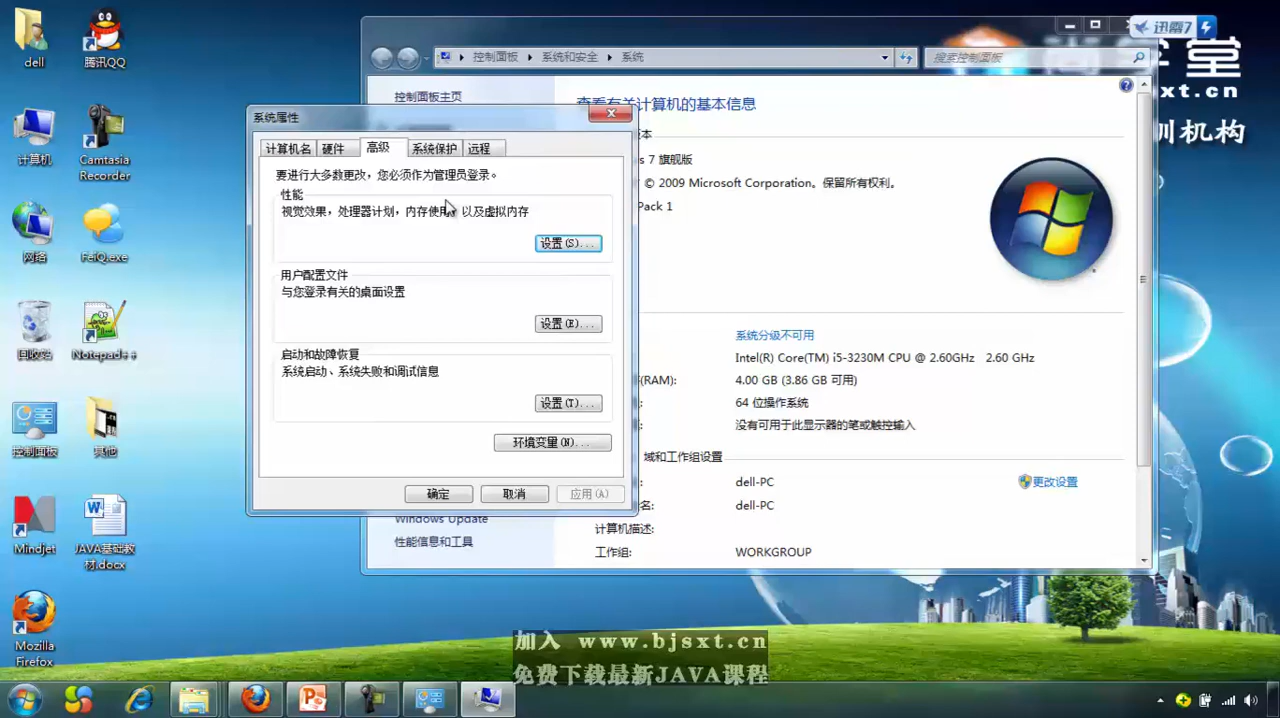 dell
腾讯QQ
计算机
Camtasia
Recorder
网络
FeiQ.exe
回收站
Notepad++
控制面板
其他
Mindjet
JAVA基础教
材.docx
Mozilla
Firefox
迅雷7
学堂
sxt.cn
训机构
控制面板
系统和安全
系统
搜索控制面板
控制面板主页
查看有关计算机的基本信息
本
s 7 旗舰版
© 2009 Microsoft Corporation。保留所有权利。
Pack 1
系统分级不可用
Intel(R) Core(TM) i5-3230M CPU @ 2.60GHz 2.60 GHz
(RAM):
4.00 GB (3.86 GB 可用)
64 位操作系统
没有可用于此显示器的笔或触控输入
域和工作组设置
dell-PC
更改设置
名:
dell-PC
计算机描述:
工作组:
WORKGROUP
Windows Update
性能信息和工具
系统属性
计算机名
硬件
高级
系统保护
远程
要进行大多数更改，您必须作为管理员登录。
性能
视觉效果，处理器计划，内存使用，以及虚拟内存
设置(S)...
用户配置文件
与您登录有关的桌面设置
设置(E)...
启动和故障恢复
系统启动、系统失败和调试信息
设置(T)...
环境变量(N)...
确定
取消
应用(A)
加入 www.bjsxt.cn
免费下载最新JAVA课程